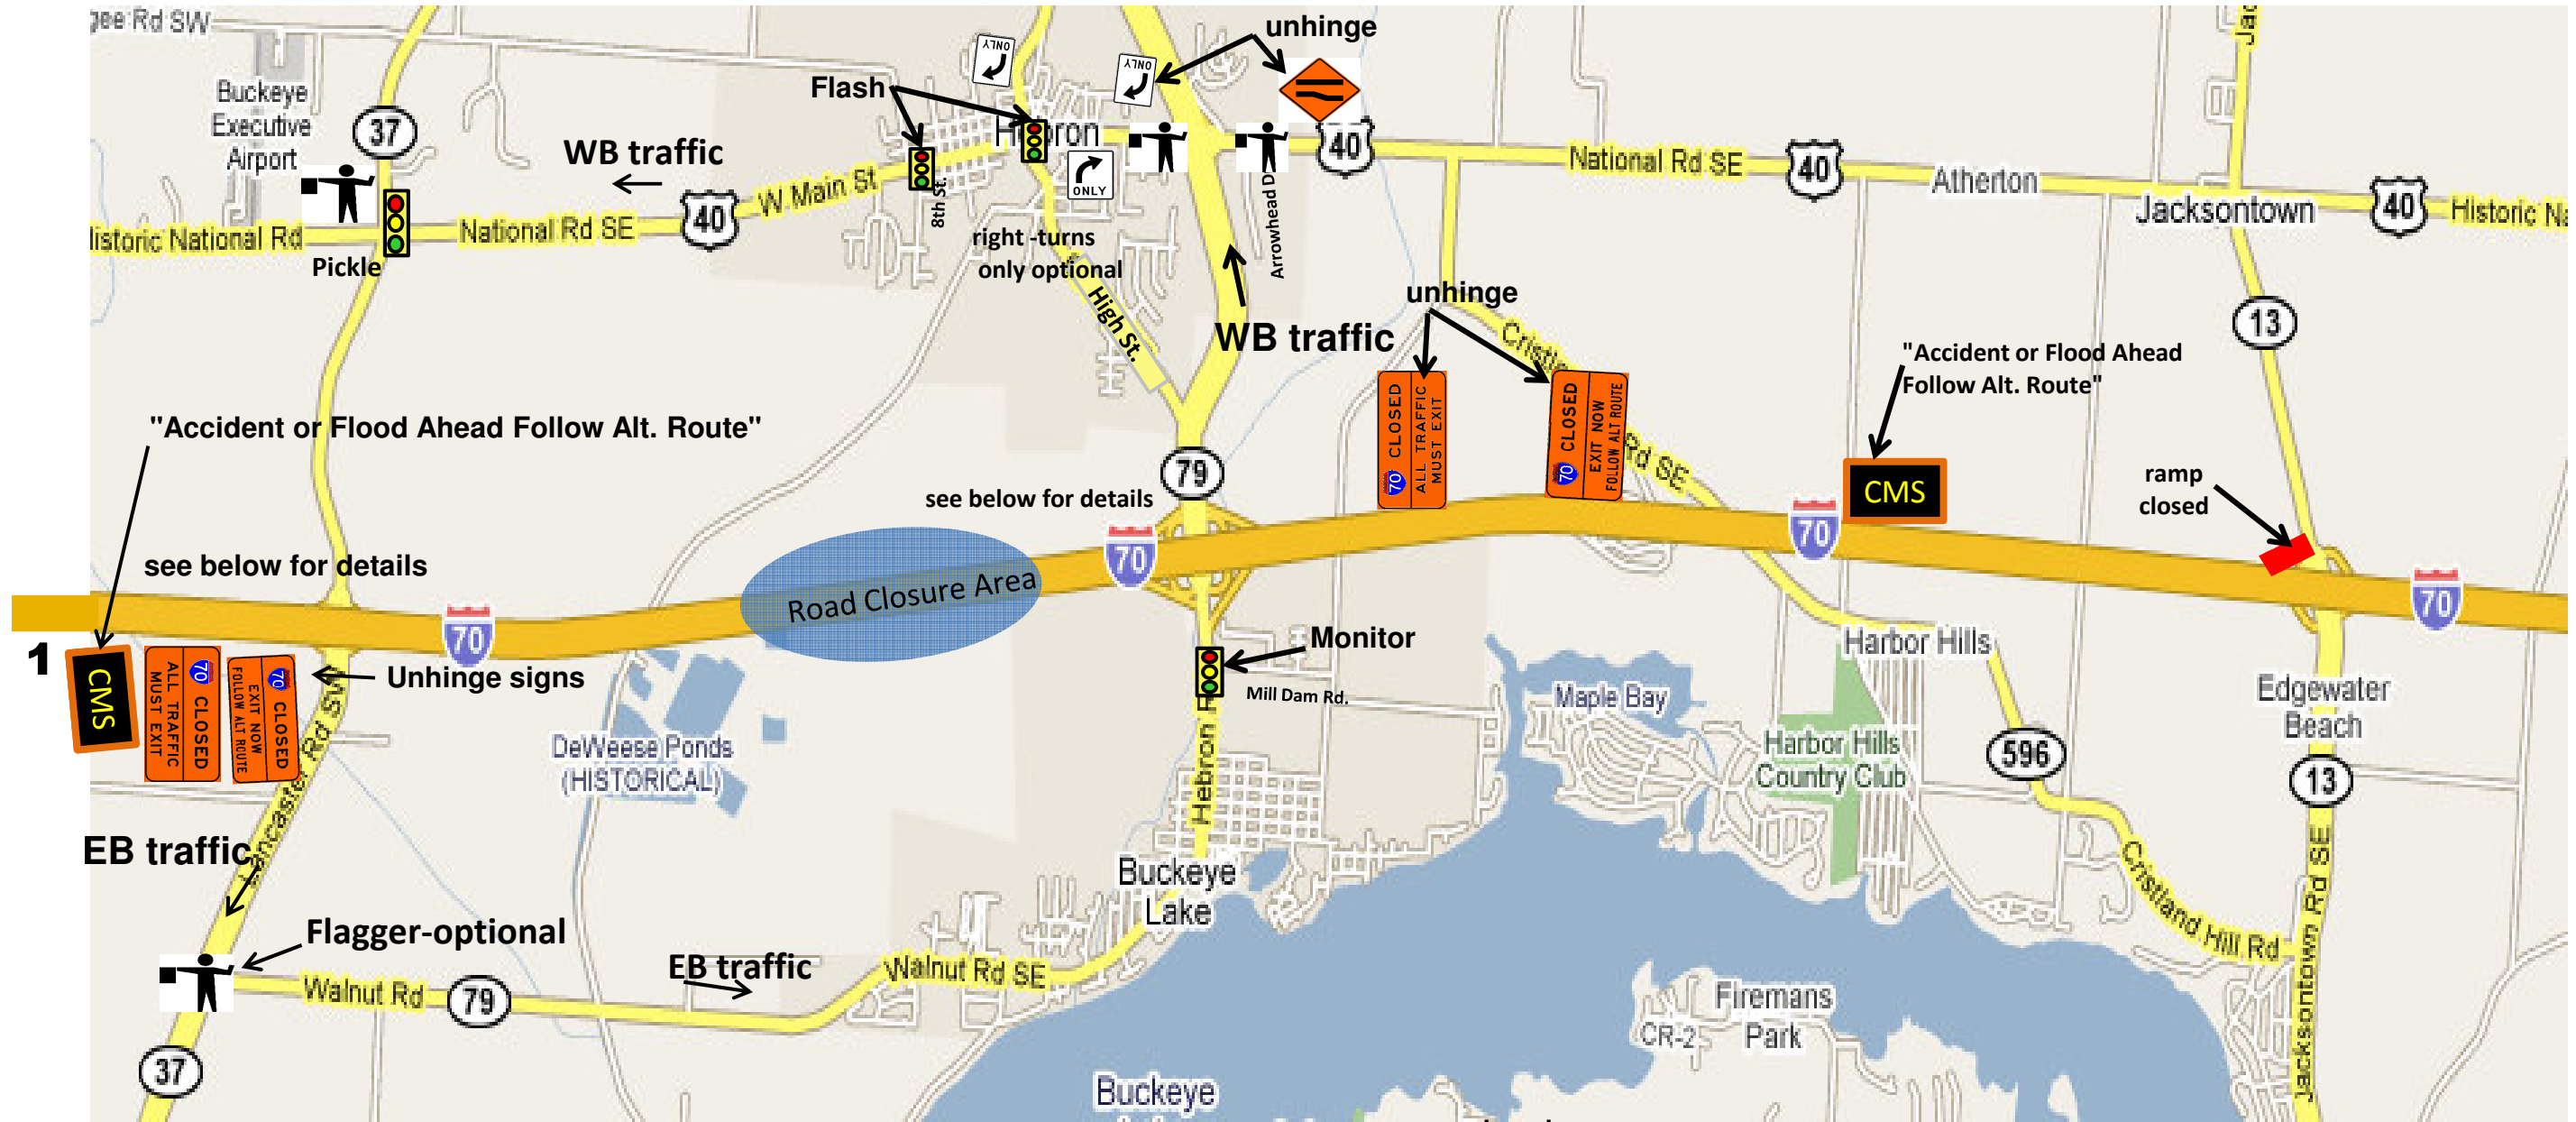 gee Rd SW
Buckeye
Executive
Airport
37
WB traffic
Flash
ONLY
ONLY
unhinge
Hebron
40
National Rd SE
40
Atherton
Jacksontown
40
Historic
Historic National Rd
National Rd SE
40
W Main St
8th St.
ONLY
Pickle
right -turns
only optional
High St.
Arrowhead
WB traffic
unhinge
13
"Accident or Flood Ahead
Follow Alt. Route"
70 CLOSED
ALL TRAFFIC
MUST EXIT
70 CLOSED
EXIT NOW
FOLLOW ALT ROUTE
Rd SE
CMS
ramp
closed
"Accident or Flood Ahead Follow Alt. Route"
79
see below for details
see below for details
70
70
70
70
Road Closure Area
1
CMS
70 CLOSED
ALL TRAFFIC
MUST EXIT
70 CLOSED
EXIT NOW
FOLLOW ALT ROUTE
Unhinge signs
Monitor
Mill Dam Rd.
Harbor Hills
Maple Bay
Edgewater
Beach
DeWeese Ponds
(HISTORICAL)
Hebron
Harbor Hills
Country Club
596
13
EB traffic
Lancaster Rd SW
Buckeye
Lake
Cristland Hill Rd
Jacksontown Rd SE
Flagger-optional
EB traffic
Walnut Rd SE
Walnut Rd
79
Firemans
Park
CR-2
37
Buckeye